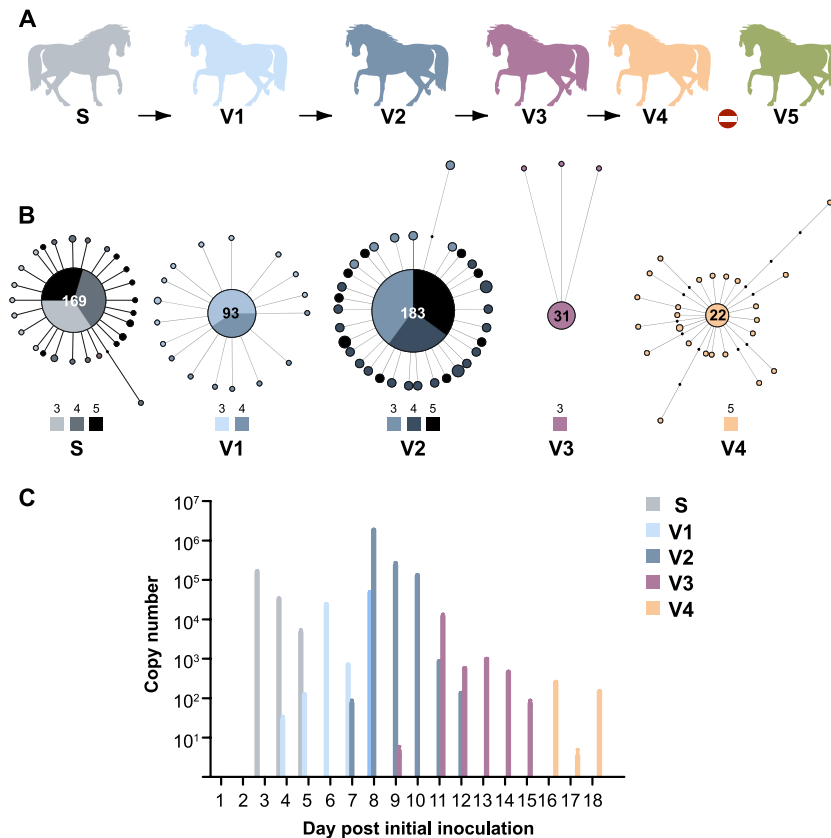 A
S V1 V2 V3 V4 V5
B
169 93 183 31 22
3 4 5 3 4 3 4 5 3 5
S V1 V2 V3 V4
C
10⁷
10⁶
10⁵
10⁴
10³
10²
10¹
Copy number
S
V1
V2
V3
V4
1 2 3 4 5 6 7 8 9 10 11 12 13 14 15 16 17 18
Day post initial inoculation